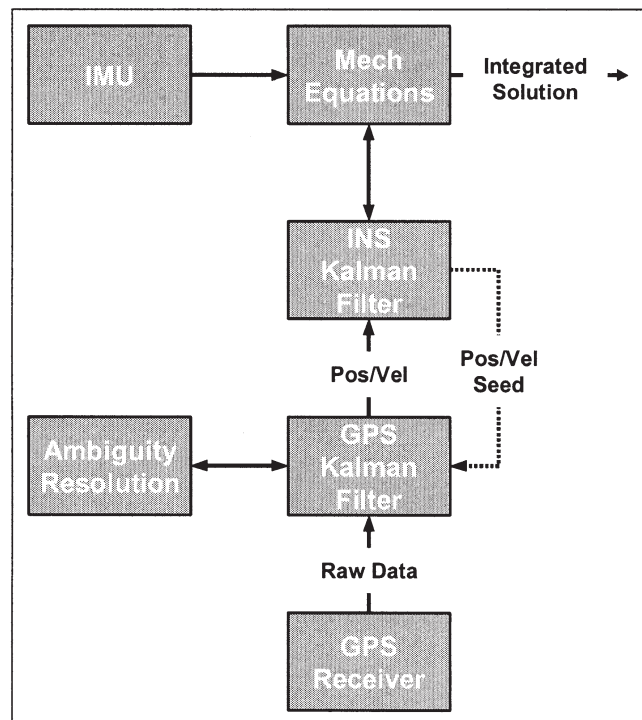 IMU
Mech
Equations
Integrated
Solution
INS
Kalman
Filter
Pos/Vel
Pos/Vel
Seed
Ambiguity
Resolution
GPS
Kalman
Filter
Raw Data
GPS
Receiver